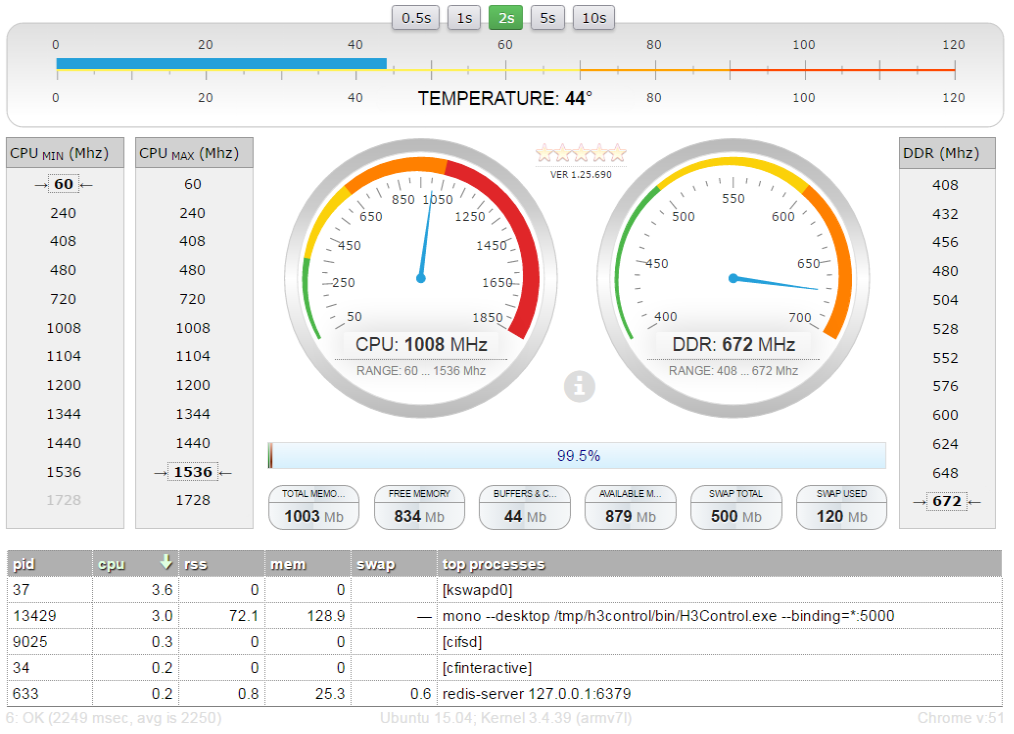 0.5s 1s 2s 5s 10s
0 20 40 60 80 100 120
0 20 40 TEMPERATURE: 44° 80 100 120
CPU MIN (Mhz)
→60←
240
408
480
720
1008
1104
1200
1344
1440
1536
1728
CPU MAX (Mhz)
60
240
408
480
720
1008
1104
1200
1344
1440
→1536←
1728
50 250 450 650 850 1050 1250 1450 1650 1850
CPU: 1008 MHz
RANGE: 60 ... 1536 Mhz
VER 1.25.690
i
400 450 500 550 600 650 700
DDR: 672 MHz
RANGE: 408 ... 672 Mhz
DDR (Mhz)
408
432
456
480
504
528
552
576
600
624
648
→672←
99.5%
TOTAL MEMO... FREE MEMORY BUFFERS & C... AVAILABLE M... SWAP TOTAL SWAP USED
1003 Mb 834 Mb 44 Mb 879 Mb 500 Mb 120 Mb
pid cpu rss mem swap top processes
37 3.6 0 0 [kswapd0]
13429 3.0 72.1 128.9 — mono --desktop /tmp/h3control/bin/H3Control.exe --binding=*:5000
9025 0.3 0 0 [cifsd]
34 0.2 0 0 [cfinteractive]
633 0.2 0.8 25.3 0.6 redis-server 127.0.0.1:6379
6: OK (2249 msec, avg is 2250) Ubuntu 15.04; Kernel 3.4.39 (armv7l) Chrome v:51